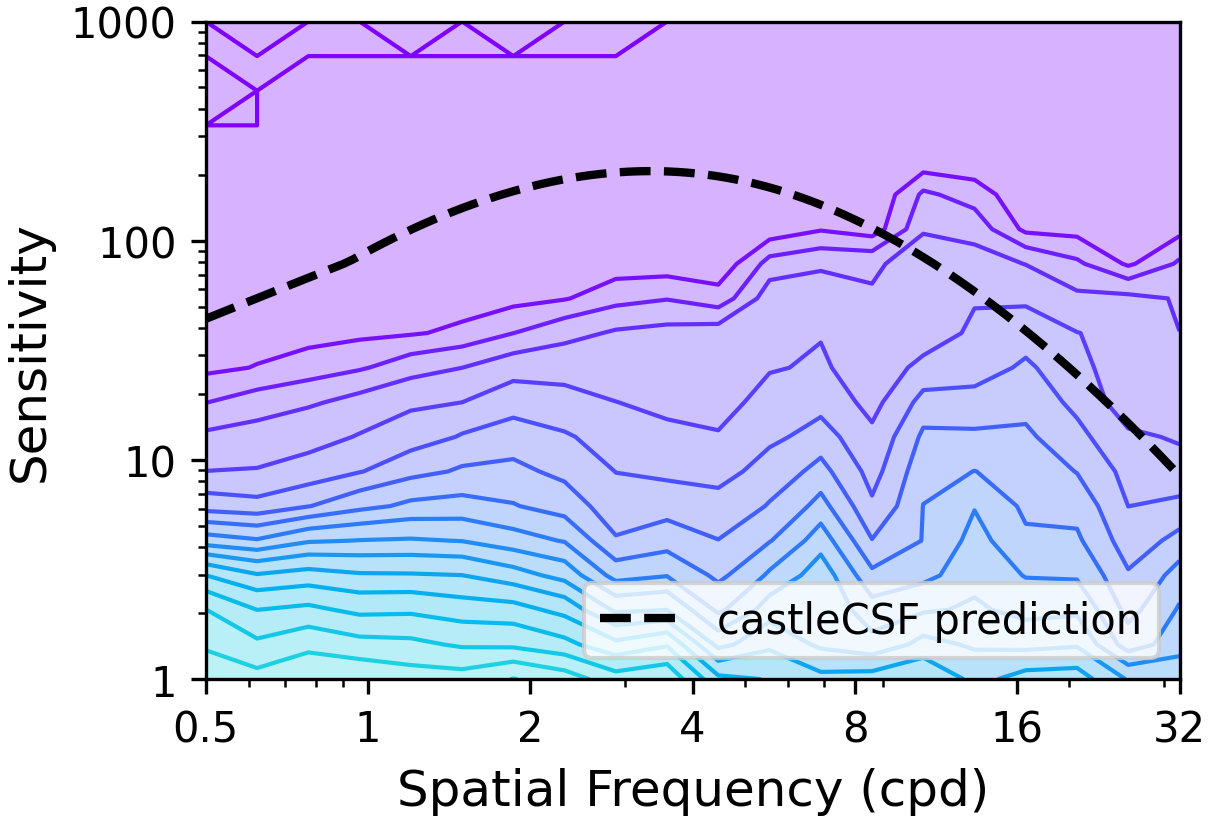 1000
100
10
1
Sensitivity
castleCSF prediction
0.5 1 2 4 8 16 32
Spatial Frequency (cpd)